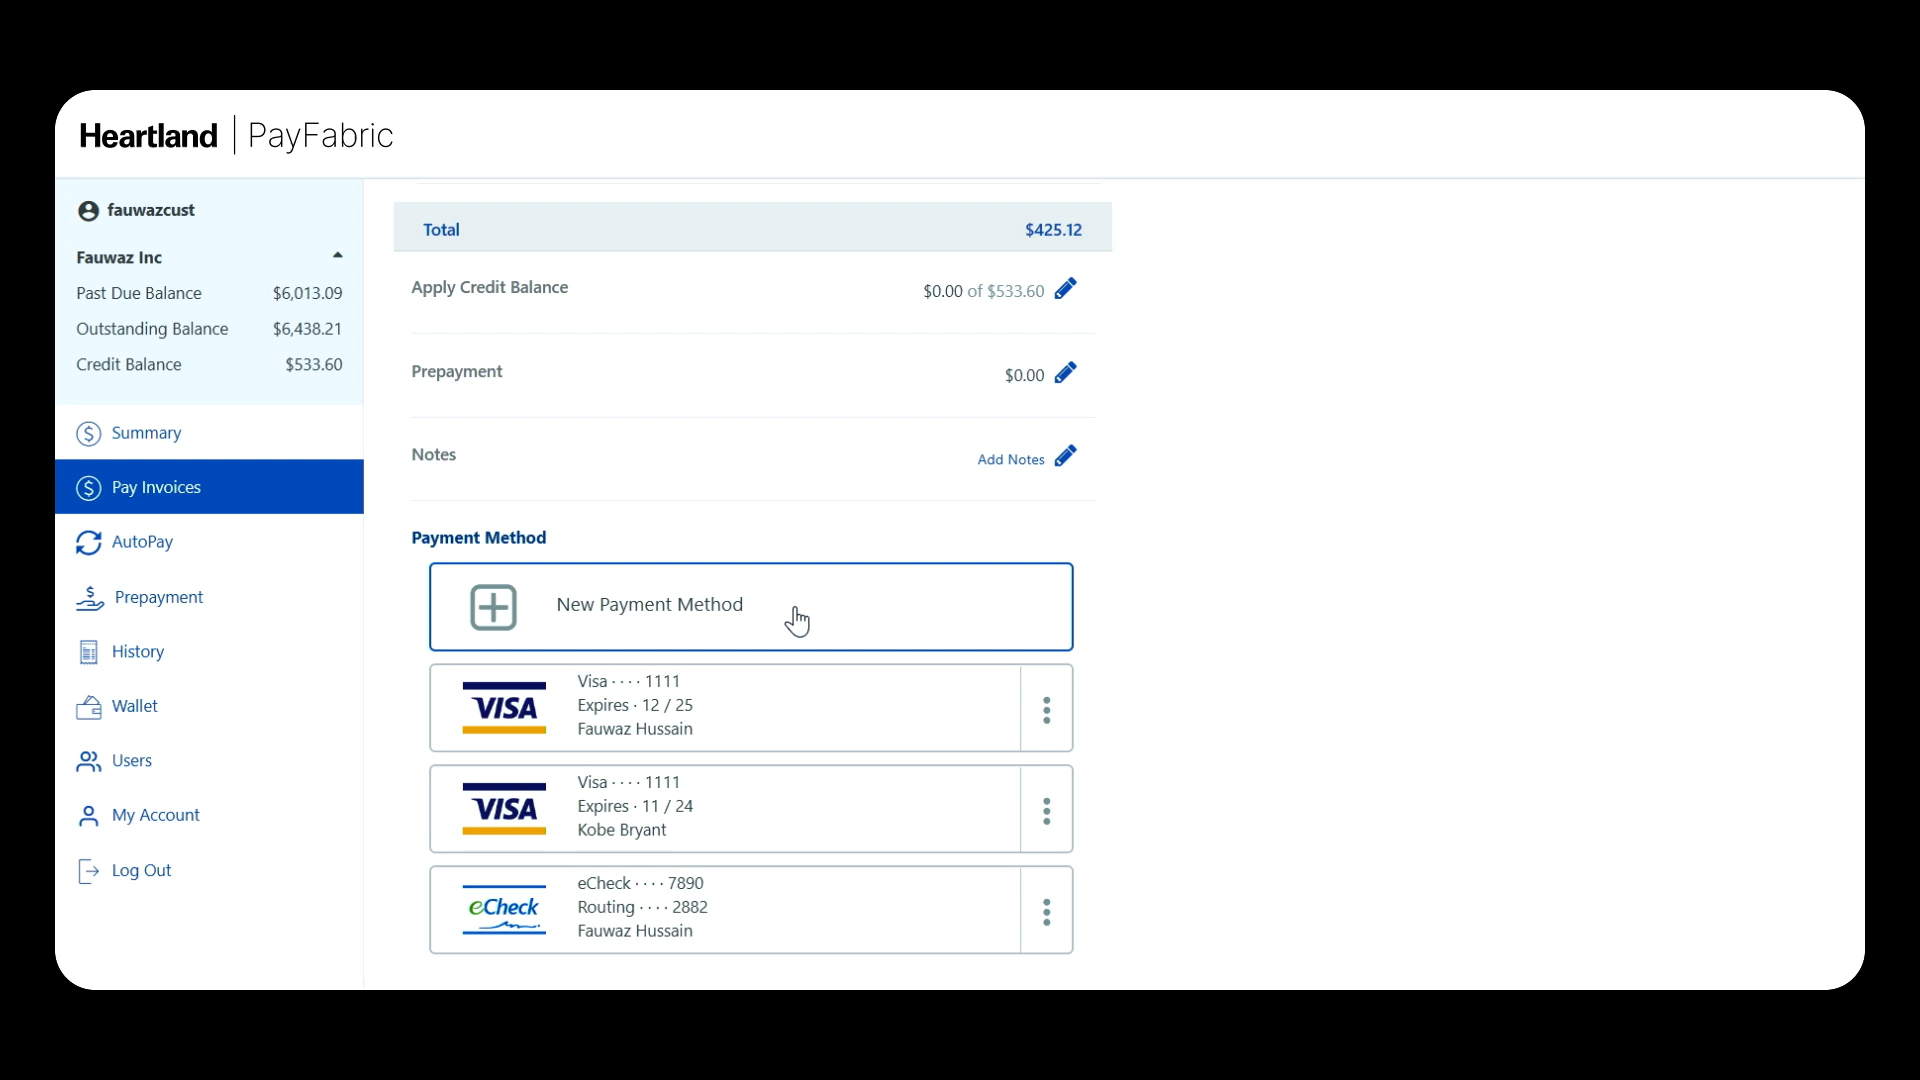 Heartland | PayFabric
fauwazcust
Fauwaz Inc
Past Due Balance $6,013.09
Outstanding Balance $6,438.21
Credit Balance $533.60
Summary
Pay Invoices
AutoPay
Prepayment
History
Wallet
Users
My Account
Log Out
Total $425.12
Apply Credit Balance $0.00 of $533.60
Prepayment $0.00
Notes Add Notes
Payment Method
New Payment Method
VISA
Visa · · · · 1111
Expires · 12 / 25
Fauwaz Hussain
VISA
Visa · · · · 1111
Expires · 11 / 24
Kobe Bryant
eCheck
eCheck · · · · 7890
Routing · · · · 2882
Fauwaz Hussain